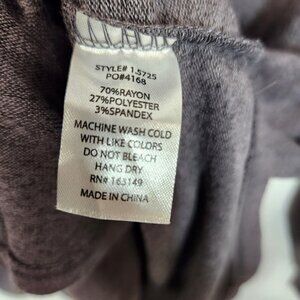 STYLE# L5725
PO#4168
70%RAYON
27%POLYESTER
3%SPANDEX
MACHINE WASH COLD
WITH LIKE COLORS
DO NOT BLEACH
HANG DRY
RN# 163149
MADE IN CHINA